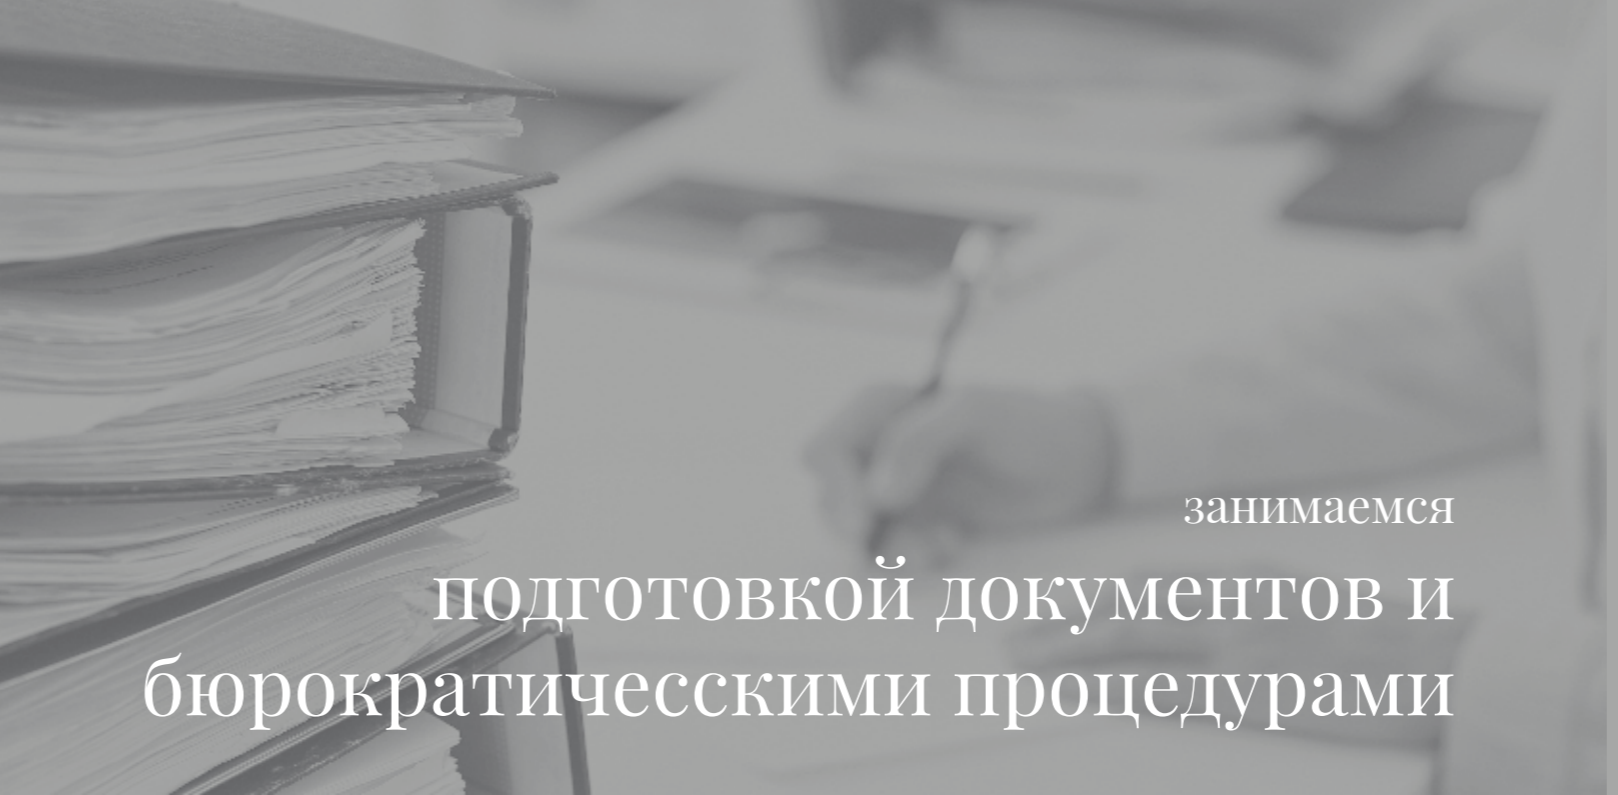 занимаемся
подготовкой документов и
бюрократичесскими процедурами